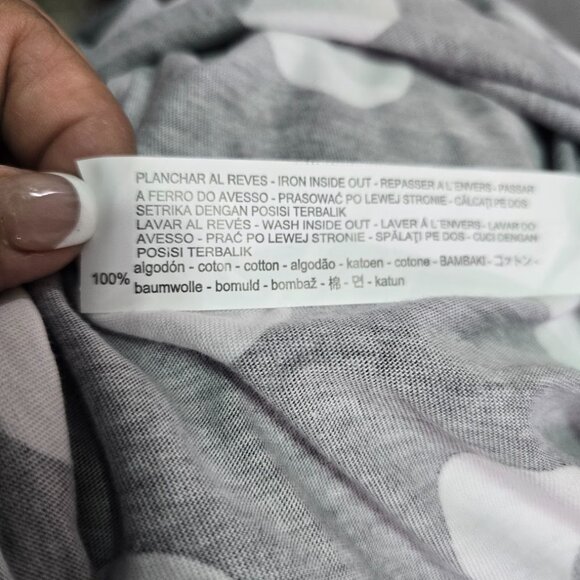 PLANCHAR AL REVES - IRON INSIDE OUT - REPASSER A L'ENVERS - PASSAR
A FERRO DO AVESSO - PRASOWAĆ PO LEWEJ STRONIE - CĂLCAȚI PE DOS -
SETRIKA DENGAN POSISI TERBALIK
LAVAR AL REVÉS - WASH INSIDE OUT - LAVER Á L'ENVERS - LAVAR DO
AVESSO - PRAĆ PO LEWEJ STRONIE - SPĂLAȚI PE DOS - CUCI DENGAN
POSiSI TERBALIK
algodón - coton - cotton - algodão - katoen - cotone - BAMBAKI - コットン -
100% baumwolle - bomuld - bombaž - 棉 - 면 - katun